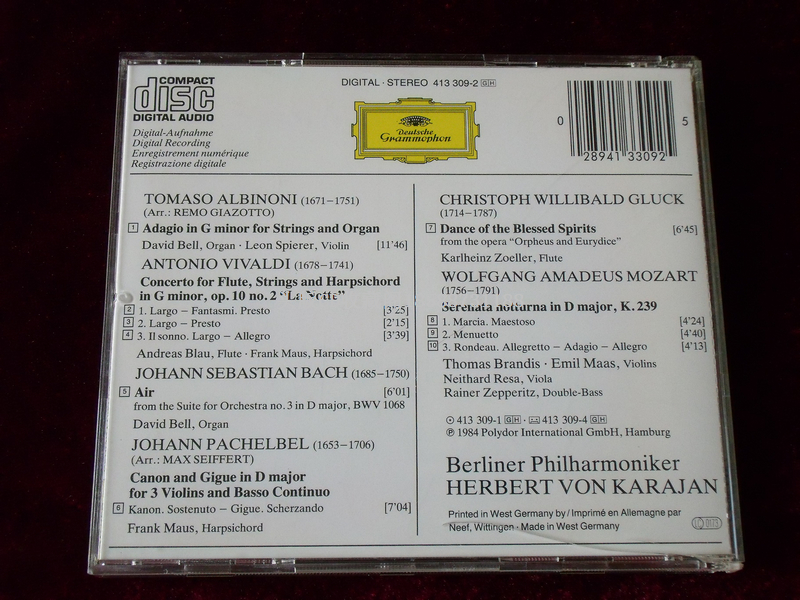 COMPACT
disc
DIGITAL AUDIO
Digital-Aufnahme
Digital Recording
Enregistrement numérique
Registrazione digitale
DIGITAL · STEREO 413 309-2 GH
Deutsche
Grammophon
0 28941 33092 5
TOMASO ALBINONI (1671–1751)
(Arr.: REMO GIAZOTTO)
1 Adagio in G minor for Strings and Organ
David Bell, Organ · Leon Spierer, Violin [11'46]
ANTONIO VIVALDI (1678–1741)
Concerto for Flute, Strings and Harpsichord
in G minor, op. 10 no. 2 “La Notte”
2 1. Largo – Fantasmi. Presto [3'25]
3 2. Largo – Presto [2'15]
4 3. Il sonno. Largo – Allegro [3'39]
Andreas Blau, Flute · Frank Maus, Harpsichord
JOHANN SEBASTIAN BACH (1685–1750)
5 Air [6'01]
from the Suite for Orchestra no. 3 in D major, BWV 1068
David Bell, Organ
JOHANN PACHELBEL (1653–1706)
(Arr.: MAX SEIFFERT)
Canon and Gigue in D major
for 3 Violins and Basso Continuo
6 Kanon. Sostenuto – Gigue. Scherzando [7'04]
Frank Maus, Harpsichord
CHRISTOPH WILLIBALD GLUCK
(1714–1787)
7 Dance of the Blessed Spirits [6'45]
from the opera “Orpheus and Eurydice”
Karlheinz Zoeller, Flute
WOLFGANG AMADEUS MOZART
(1756–1791)
Serenata notturna in D major, K. 239
8 1. Marcia. Maestoso [4'24]
9 2. Menuetto [4'40]
10 3. Rondeau. Allegretto – Adagio – Allegro [4'13]
Thomas Brandis · Emil Maas, Violins
Neithard Resa, Viola
Rainer Zepperitz, Double-Bass
413 309-1 GH · 413 309-4 GH
℗ 1984 Polydor International GmbH, Hamburg
Berliner Philharmoniker
HERBERT VON KARAJAN
Printed in West Germany by / Imprimé en Allemagne par
Neef, Wittingen · Made in West Germany